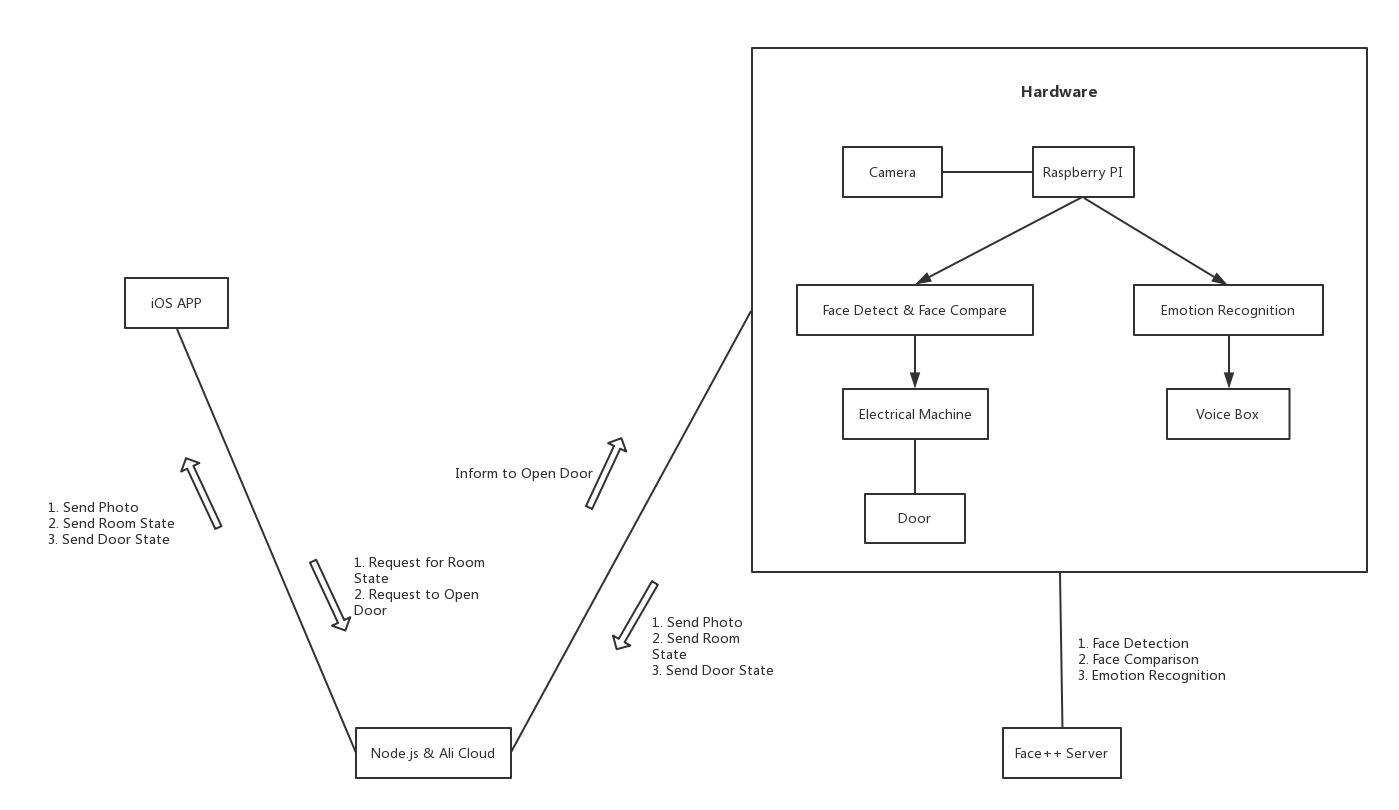 Hardware
Camera
Raspberry PI
iOS APP
Face Detect & Face Compare
Emotion Recognition
Electrical Machine
Voice Box
Inform to Open Door
1. Send Photo
2. Send Room State
3. Send Door State
Door
1. Request for Room
State
2. Request to Open
Door
1. Send Photo
2. Send Room
State
3. Send Door State
1. Face Detection
2. Face Comparison
3. Emotion Recognition
Node.js & Ali Cloud
Face++ Server